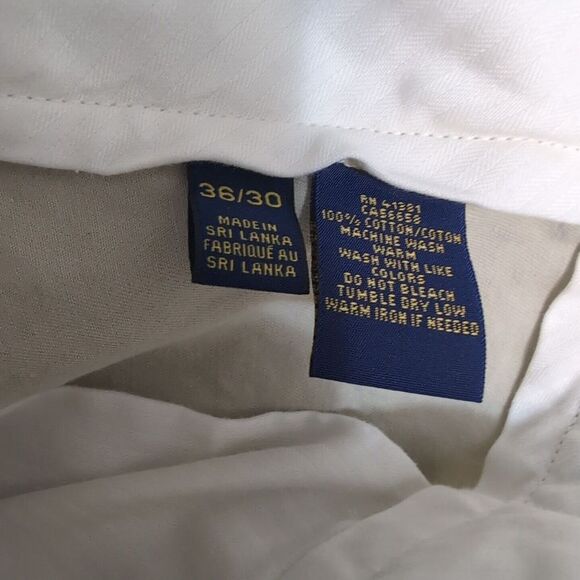 36/30
MADE IN
SRI LANKA
FABRIQUÉ AU
SRI LANKA
RN 41381
CA56658
100% COTTON/COTON
MACHINE WASH
WARM
WASH WITH LIKE
COLORS
DO NOT BLEACH
TUMBLE DRY LOW
WARM IRON IF NEEDED